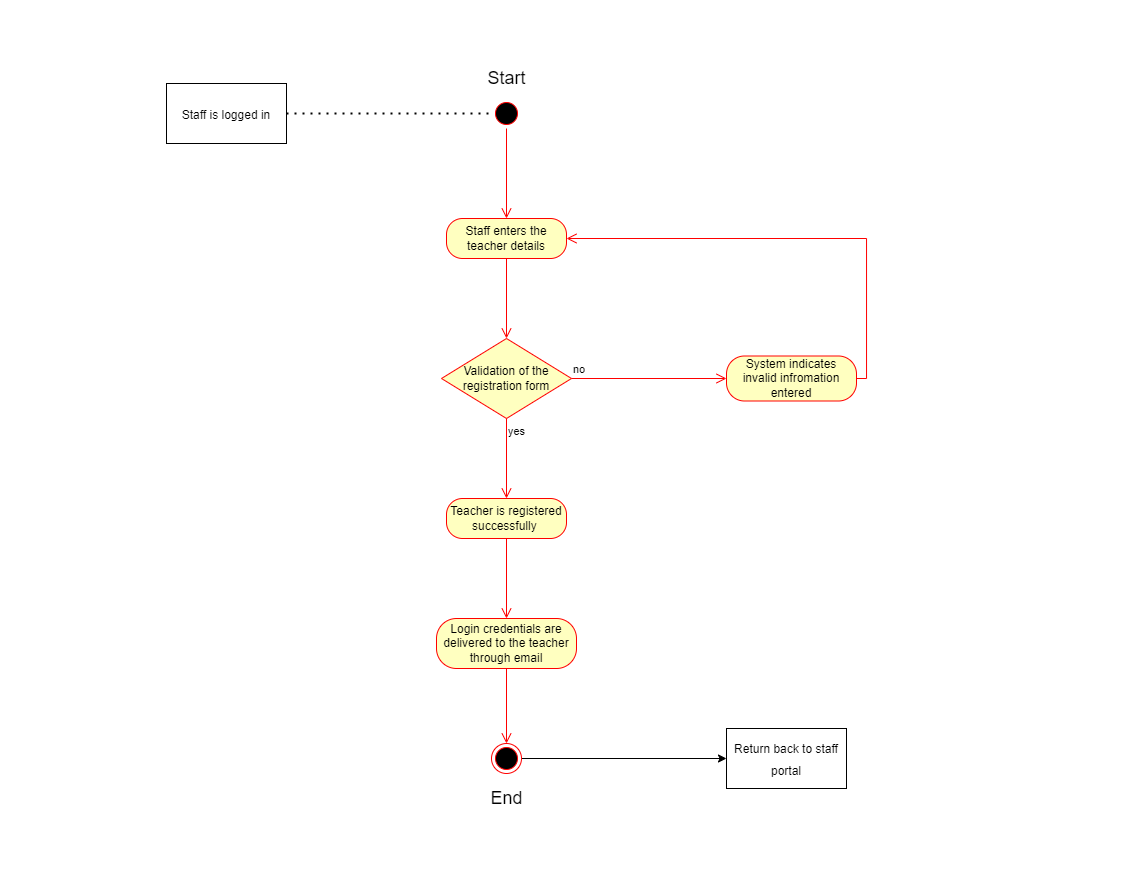 Start
Staff is logged in
Staff enters the
teacher details
Validation of the
registration form
no
System indicates
invalid infromation
entered
yes
Teacher is registered
successfully
Login credentials are
delivered to the teacher
through email
Return back to staff
portal
End